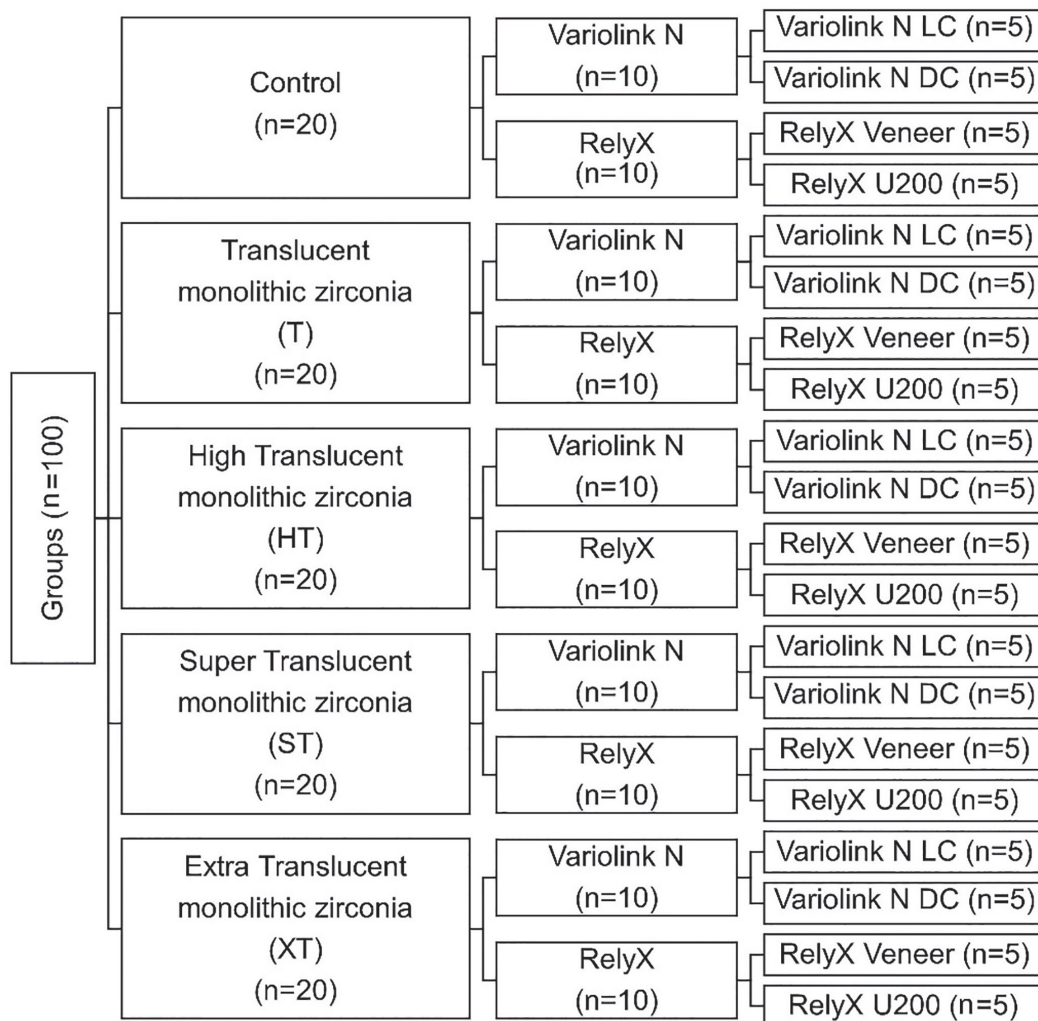 Groups (n=100)
Control
(n=20)
Variolink N
(n=10)
Variolink N LC (n=5)
Variolink N DC (n=5)
RelyX
(n=10)
RelyX Veneer (n=5)
RelyX U200 (n=5)
Translucent
monolithic zirconia
(T)
(n=20)
Variolink N
(n=10)
Variolink N LC (n=5)
Variolink N DC (n=5)
RelyX
(n=10)
RelyX Veneer (n=5)
RelyX U200 (n=5)
High Translucent
monolithic zirconia
(HT)
(n=20)
Variolink N
(n=10)
Variolink N LC (n=5)
Variolink N DC (n=5)
RelyX
(n=10)
RelyX Veneer (n=5)
RelyX U200 (n=5)
Super Translucent
monolithic zirconia
(ST)
(n=20)
Variolink N
(n=10)
Variolink N LC (n=5)
Variolink N DC (n=5)
RelyX
(n=10)
RelyX Veneer (n=5)
RelyX U200 (n=5)
Extra Translucent
monolithic zirconia
(XT)
(n=20)
Variolink N
(n=10)
Variolink N LC (n=5)
Variolink N DC (n=5)
RelyX
(n=10)
RelyX Veneer (n=5)
RelyX U200 (n=5)